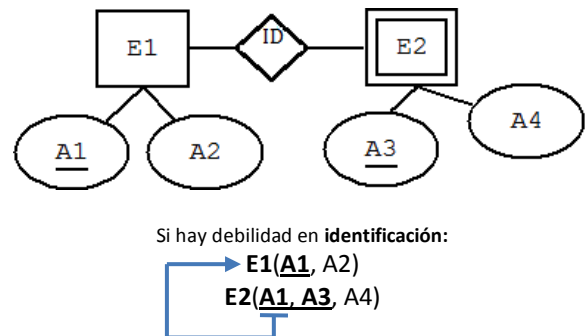 ID
E1
E2
A1
A2
A3
A4
Si hay debilidad en identificación:
E1(A1, A2)
E2(A1, A3, A4)